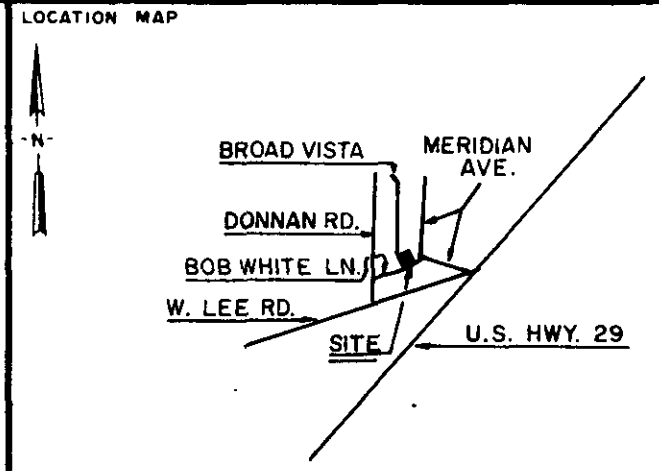 LOCATION MAP
-N-
BROAD VISTA
MERIDIAN
AVE.
DONNAN RD.
BOB WHITE LN.
W. LEE RD.
SITE
U.S. HWY. 29